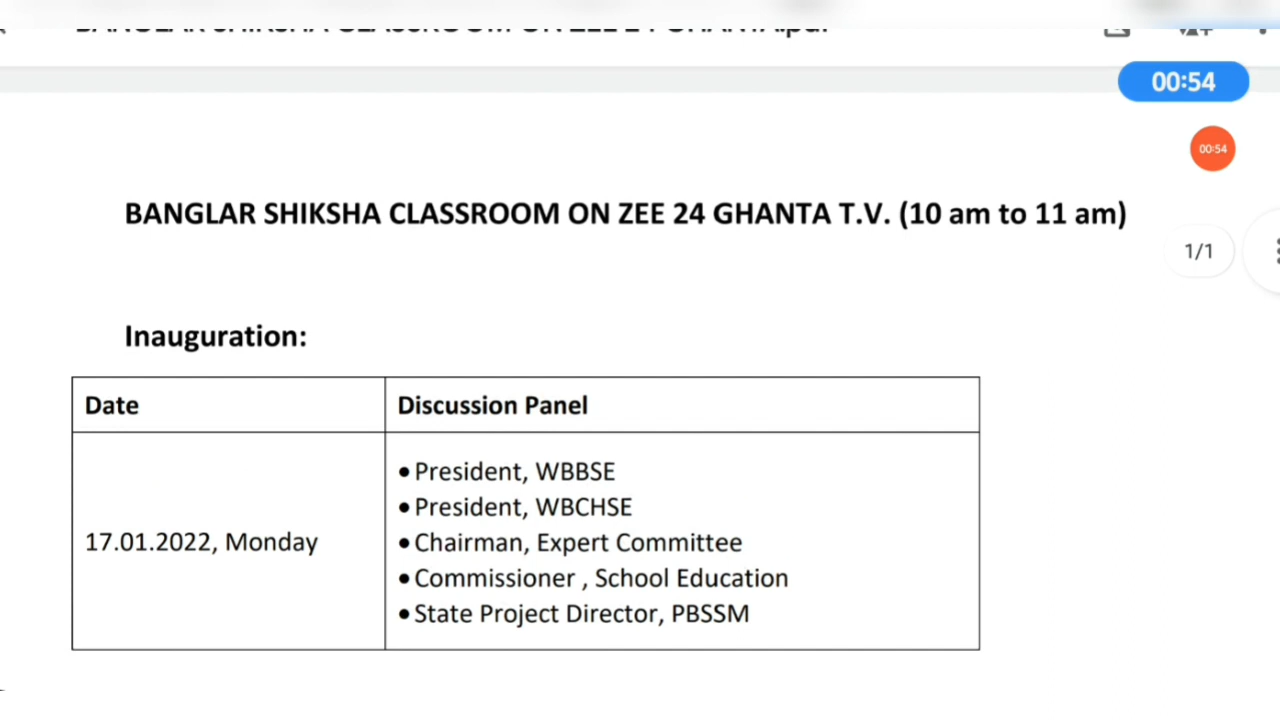 00:54
00:54
BANGLAR SHIKSHA CLASSROOM ON ZEE 24 GHANTA T.V. (10 am to 11 am)
1/1
Inauguration:
Date
Discussion Panel
17.01.2022, Monday
• President, WBBSE
• President, WBCHSE
• Chairman, Expert Committee
• Commissioner , School Education
• State Project Director, PBSSM